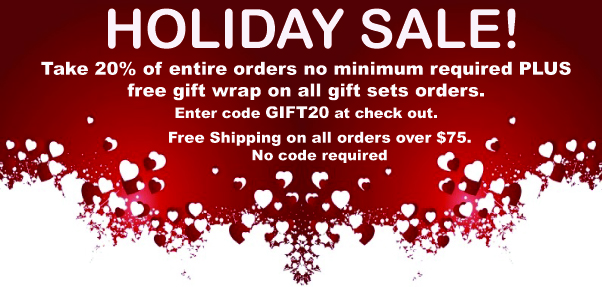 HOLIDAY SALE!
Take 20% of entire orders no minimum required PLUS
free gift wrap on all gift sets orders.
Enter code GIFT20 at check out.
Free Shipping on all orders over $75.
No code required